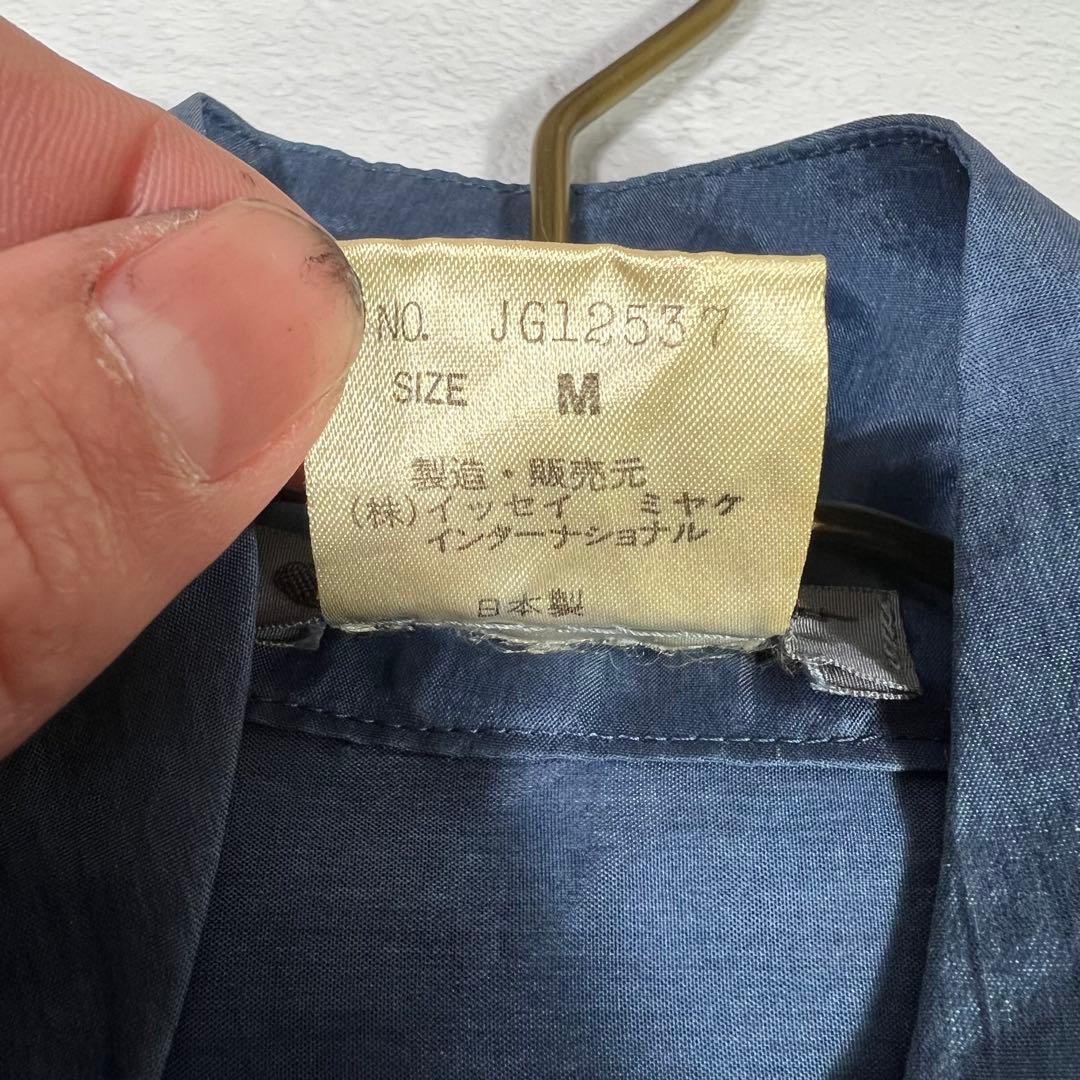 NO. JG12537
SIZE M
製造・販売元
(株)イッセイ ミヤケ
インターナショナル
日本製